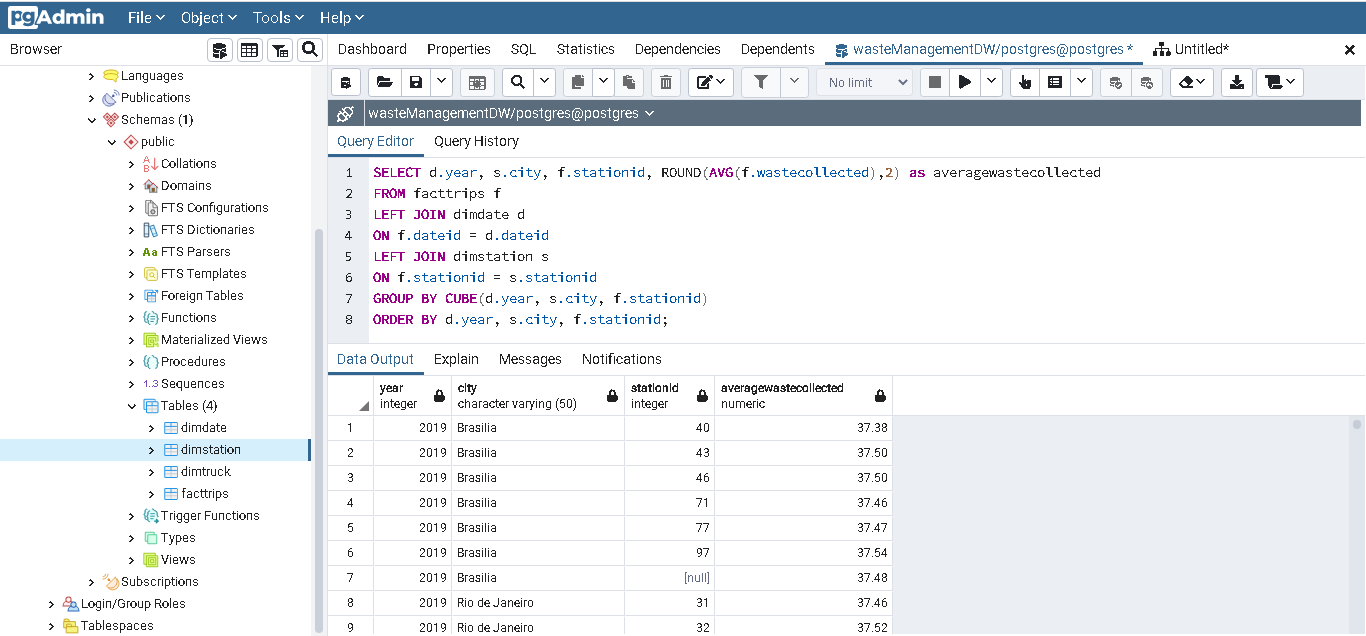 pgAdmin File Object Tools Help
Browser
Dashboard Properties SQL Statistics Dependencies Dependents wasteManagementDW/postgres@postgres * Untitled*
No limit
wasteManagementDW/postgres@postgres
Query Editor Query History
Languages
Publications
Schemas (1)
public
Collations
Domains
FTS Configurations
FTS Dictionaries
Aa FTS Parsers
FTS Templates
Foreign Tables
Functions
Materialized Views
Procedures
1..3 Sequences
Tables (4)
dimdate
dimstation
dimtruck
facttrips
Trigger Functions
Types
Views
Subscriptions
Login/Group Roles
Tablespaces
1 SELECT d.year, s.city, f.stationid, ROUND(AVG(f.wastecollected),2) as averagewastecollected
2 FROM facttrips f
3 LEFT JOIN dimdate d
4 ON f.dateid = d.dateid
5 LEFT JOIN dimstation s
6 ON f.stationid = s.stationid
7 GROUP BY CUBE(d.year, s.city, f.stationid)
8 ORDER BY d.year, s.city, f.stationid;
Data Output Explain Messages Notifications
year city stationid averagewastecollected
integer character varying (50) integer numeric
1 2019 Brasilia 40 37.38
2 2019 Brasilia 43 37.50
3 2019 Brasilia 46 37.50
4 2019 Brasilia 71 37.46
5 2019 Brasilia 77 37.47
6 2019 Brasilia 97 37.54
7 2019 Brasilia [null] 37.48
8 2019 Rio de Janeiro 31 37.46
9 2019 Rio de Janeiro 32 37.52